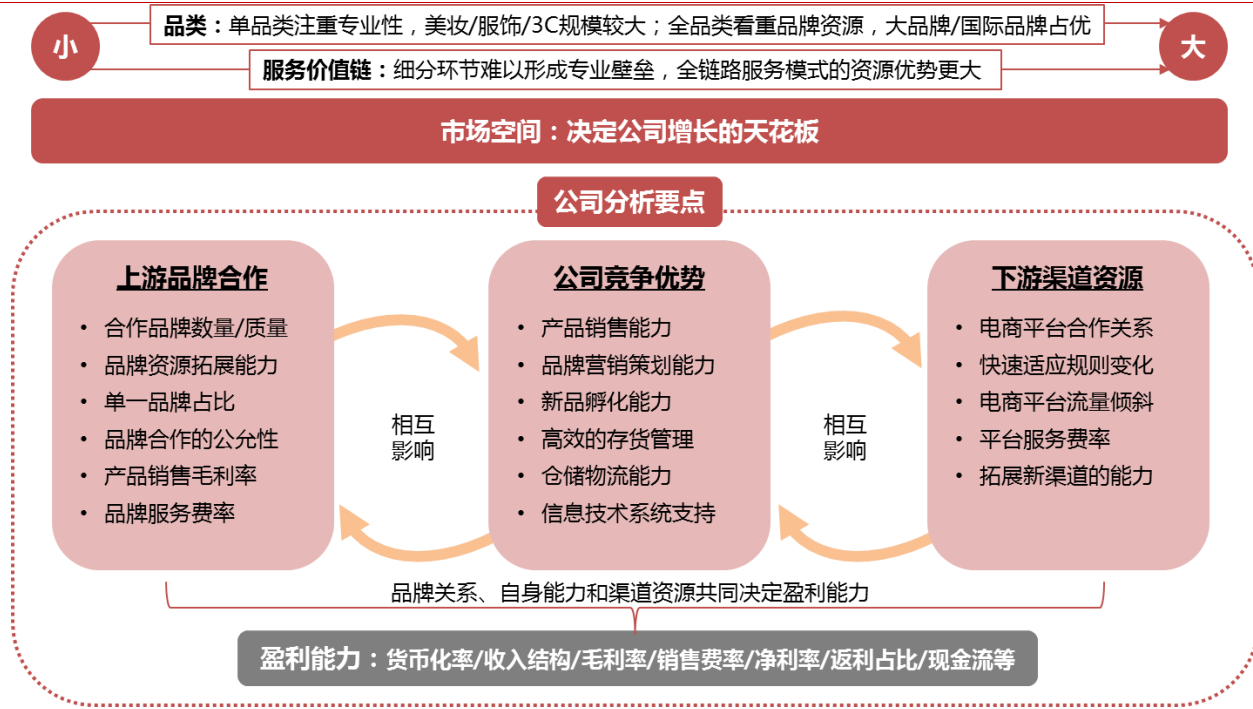 小
品类：单品类注重专业性，美妆/服饰/3C规模较大；全品类看重品牌资源，大品牌/国际品牌占优
大
服务价值链：细分环节难以形成专业壁垒，全链路服务模式的资源优势更大
市场空间：决定公司增长的天花板
公司分析要点
上游品牌合作
• 合作品牌数量/质量
• 品牌资源拓展能力
• 单一品牌占比
• 品牌合作的公允性
• 产品销售毛利率
• 品牌服务费率
相互
影响
公司竞争优势
• 产品销售能力
• 品牌营销策划能力
• 新品孵化能力
• 高效的存货管理
• 仓储物流能力
• 信息技术系统支持
相互
影响
下游渠道资源
• 电商平台合作关系
• 快速适应规则变化
• 电商平台流量倾斜
• 平台服务费率
• 拓展新渠道的能力
品牌关系、自身能力和渠道资源共同决定盈利能力
盈利能力：货币化率/收入结构/毛利率/销售费率/净利率/返利占比/现金流等